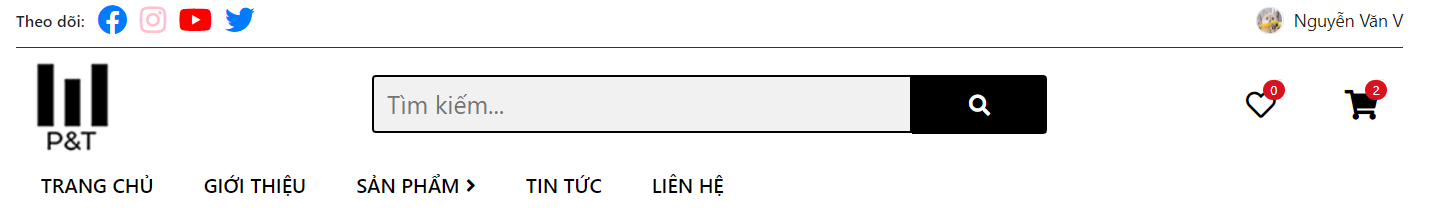 Theo dõi:
Nguyễn Văn V
P&T
Tìm kiếm...
0
2
TRANG CHỦ
GIỚI THIỆU
SẢN PHẨM
TIN TỨC
LIÊN HỆ